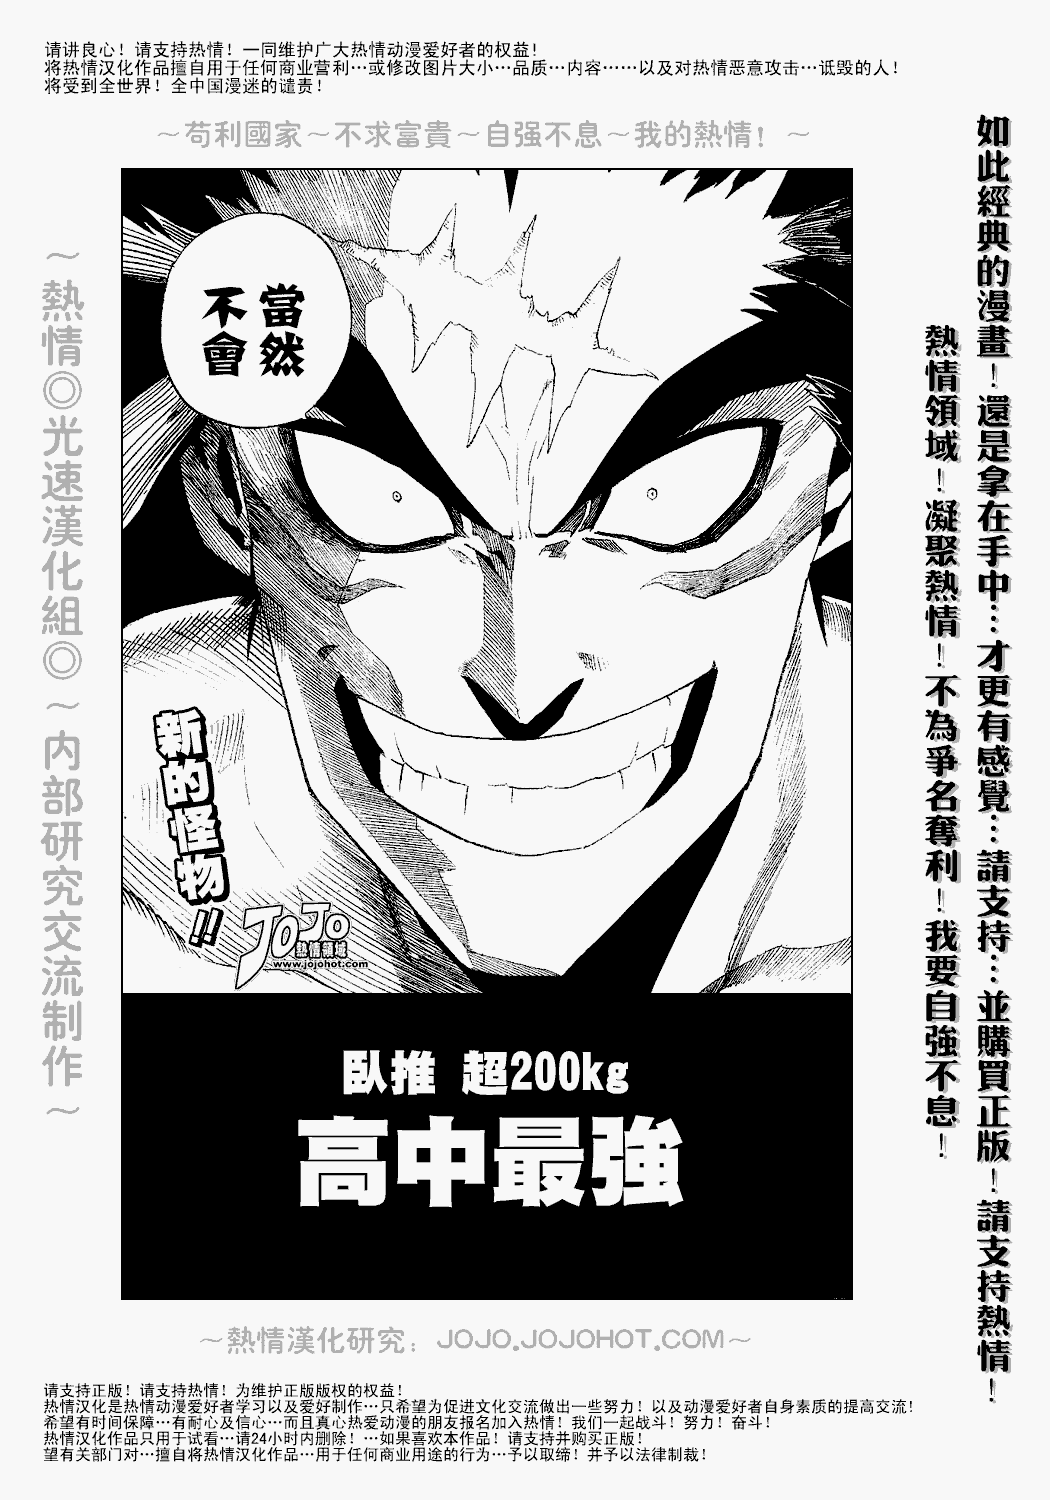 请讲良心！请支持热情！一同维护广大热情动漫爱好者的权益！
将热情汉化作品擅自用于任何商业营利…或修改图片大小…品质…内容……以及对热情恶意攻击…诋毁的人！
将受到全世界！全中国漫迷的谴责！
～苟利國家～不求富貴～自强不息～我的熱情！～
如此經典的漫畫！還是拿在手中…才更有感覺…請支持…並購買正版！請支持熱情！
熱情領域！凝聚熱情！不為爭名奪利！我要自強不息！
～熱情◎光速漢化組◎～内部研究交流制作～
當然
不會
新的怪物!!
JoJo
熱情領域
www.jojohot.com
臥推 超200kg
高中最強
～熱情漢化研究：JOJO.JOJOHOT.COM～
请支持正版！请支持热情！为维护正版版权的权益！
热情汉化是热情动漫爱好者学习以及爱好制作…只希望为促进文化交流做出一些努力！以及动漫爱好者自身素质的提高交流！
希望有时间保障…有耐心及信心…而且真心热爱动漫的朋友报名加入热情！我们一起战斗！努力！奋斗！
热情汉化作品只用于试看…请24小时内删除！…如果喜欢本作品！请支持并购买正版！
望有关部门对…擅自将热情汉化作品…用于任何商业用途的行为…予以取缔！并予以法律制裁！